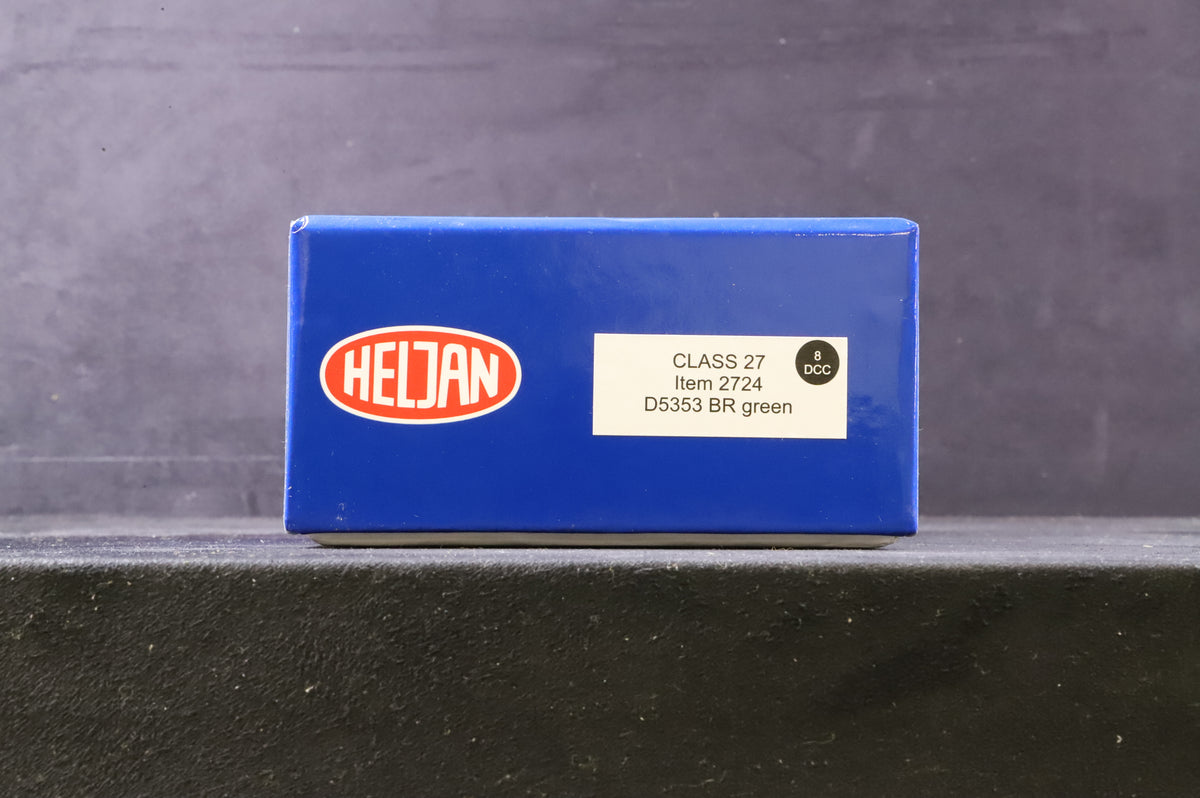 HELJAN
CLASS 27
Item 2724
D5353 BR green
8
DCC